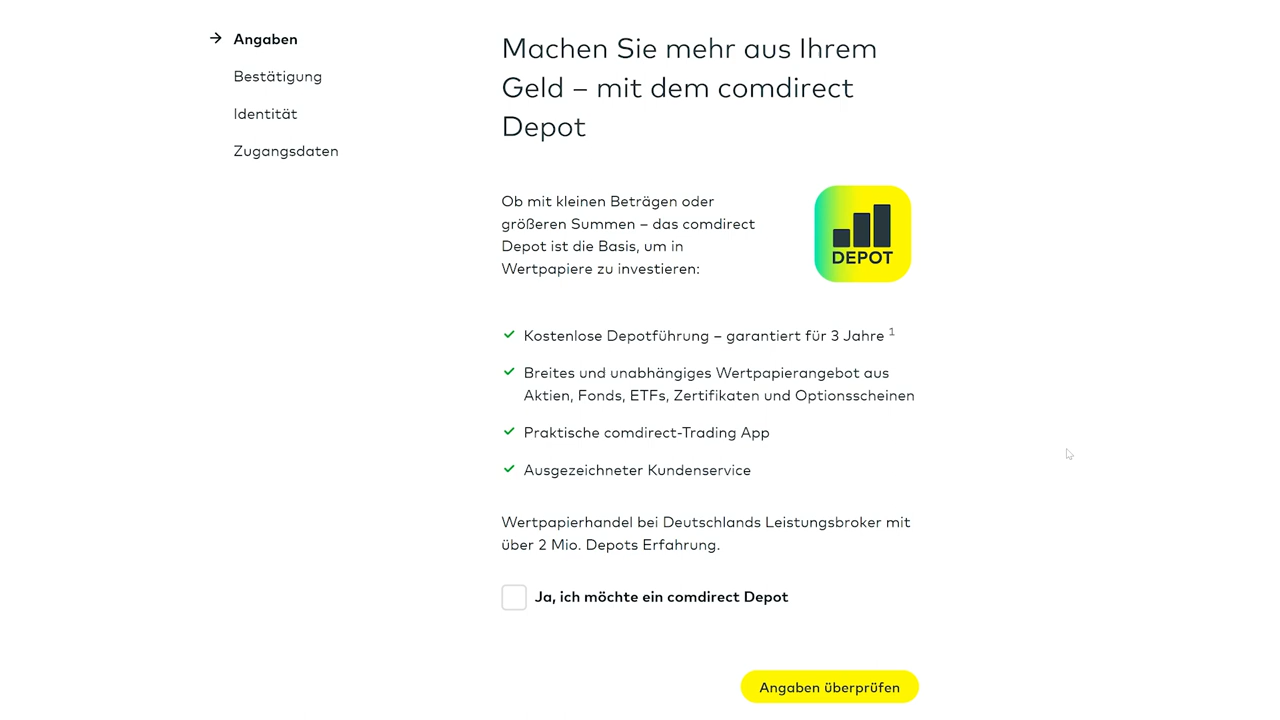 Angaben
Bestätigung
Identität
Zugangsdaten
Machen Sie mehr aus Ihrem
Geld – mit dem comdirect
Depot
Ob mit kleinen Beträgen oder
größeren Summen – das comdirect
Depot ist die Basis, um in
Wertpapiere zu investieren:
DEPOT
Kostenlose Depotführung – garantiert für 3 Jahre ¹
Breites und unabhängiges Wertpapierangebot aus
Aktien, Fonds, ETFs, Zertifikaten und Optionsscheinen
Praktische comdirect-Trading App
Ausgezeichneter Kundenservice
Wertpapierhandel bei Deutschlands Leistungsbroker mit
über 2 Mio. Depots Erfahrung.
Ja, ich möchte ein comdirect Depot
Angaben überprüfen